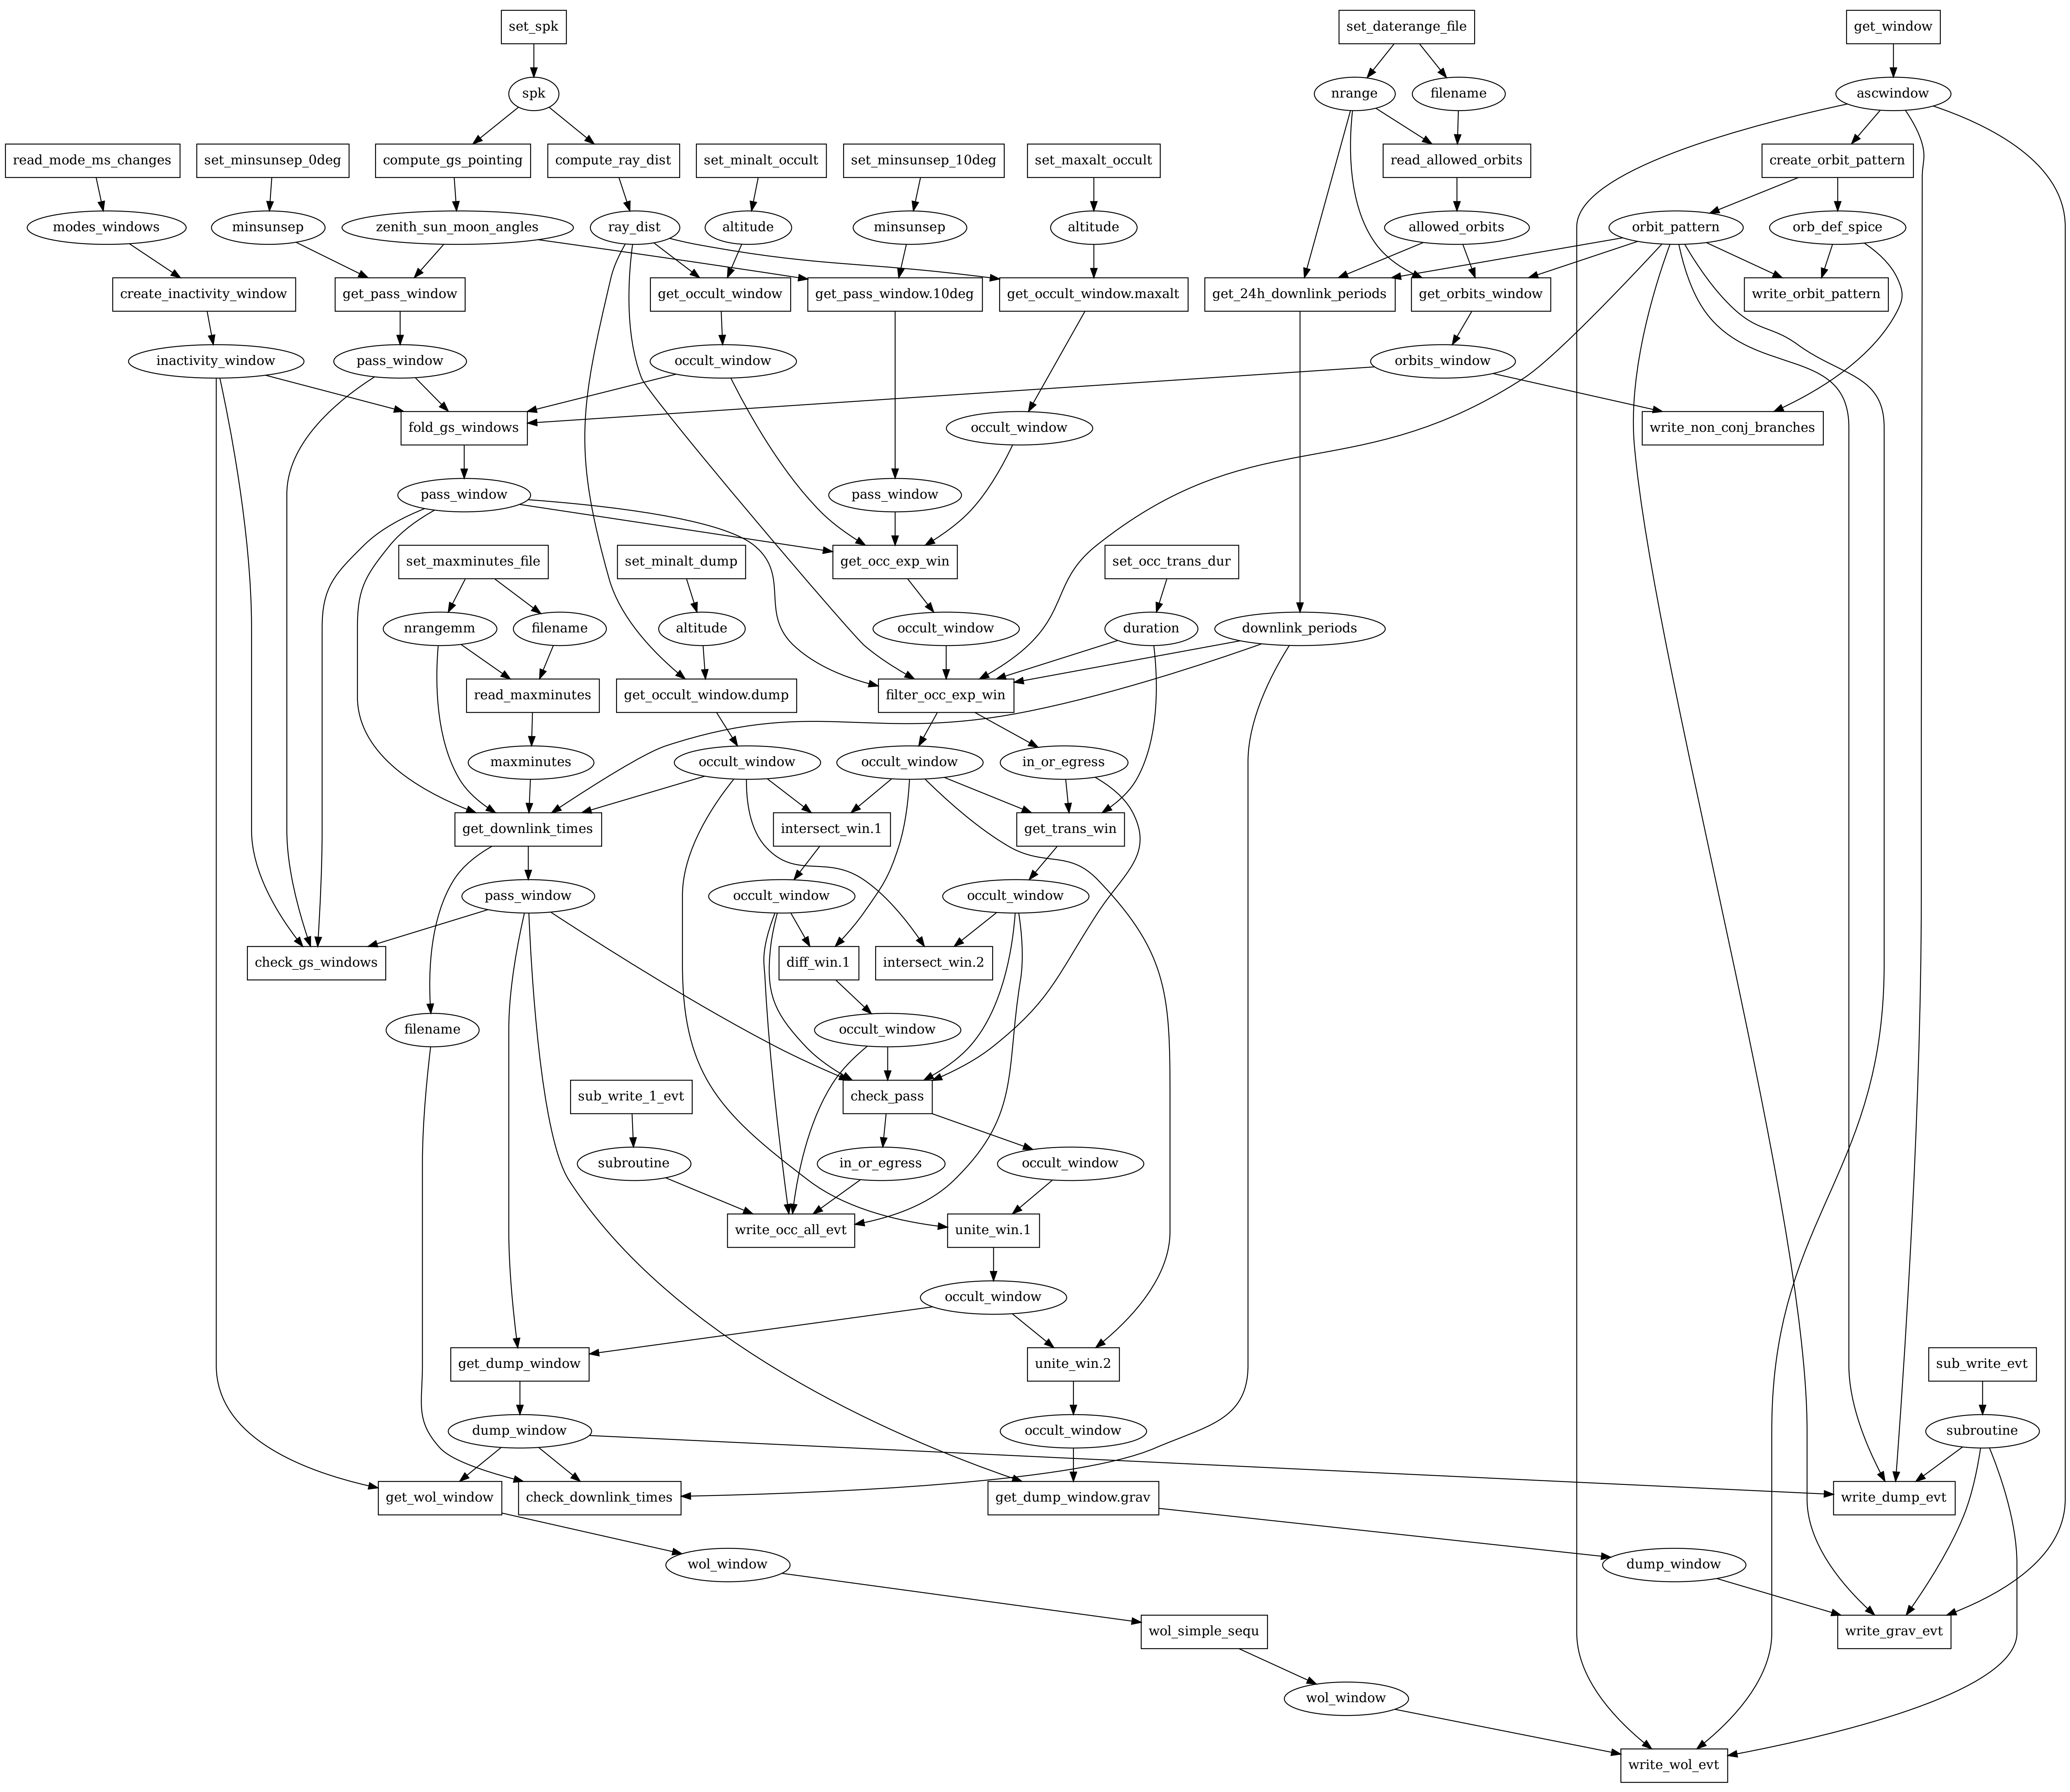 set_spk
set_daterange_file
get_window
spk
nrange
filename
ascwindow
read_mode_ms_changes
set_minsunsep_0deg
compute_gs_pointing
compute_ray_dist
set_minalt_occult
set_minsunsep_10deg
set_maxalt_occult
read_allowed_orbits
create_orbit_pattern
modes_windows
minsunsep
zenith_sun_moon_angles
ray_dist
altitude
minsunsep
altitude
allowed_orbits
orbit_pattern
orb_def_spice
create_inactivity_window
get_pass_window
get_occult_window
get_pass_window.10deg
get_occult_window.maxalt
get_24h_downlink_periods
get_orbits_window
write_orbit_pattern
inactivity_window
pass_window
occult_window
orbits_window
fold_gs_windows
occult_window
write_non_conj_branches
pass_window
pass_window
set_maxminutes_file
set_minalt_dump
get_occ_exp_win
set_occ_trans_dur
nrangemm
filename
altitude
occult_window
duration
downlink_periods
read_maxminutes
get_occult_window.dump
filter_occ_exp_win
maxminutes
occult_window
occult_window
in_or_egress
get_downlink_times
intersect_win.1
get_trans_win
pass_window
occult_window
occult_window
check_gs_windows
diff_win.1
intersect_win.2
filename
occult_window
sub_write_1_evt
check_pass
subroutine
in_or_egress
occult_window
write_occ_all_evt
unite_win.1
occult_window
get_dump_window
unite_win.2
sub_write_evt
dump_window
occult_window
subroutine
get_wol_window
check_downlink_times
get_dump_window.grav
write_dump_evt
wol_window
dump_window
wol_simple_sequ
write_grav_evt
wol_window
write_wol_evt